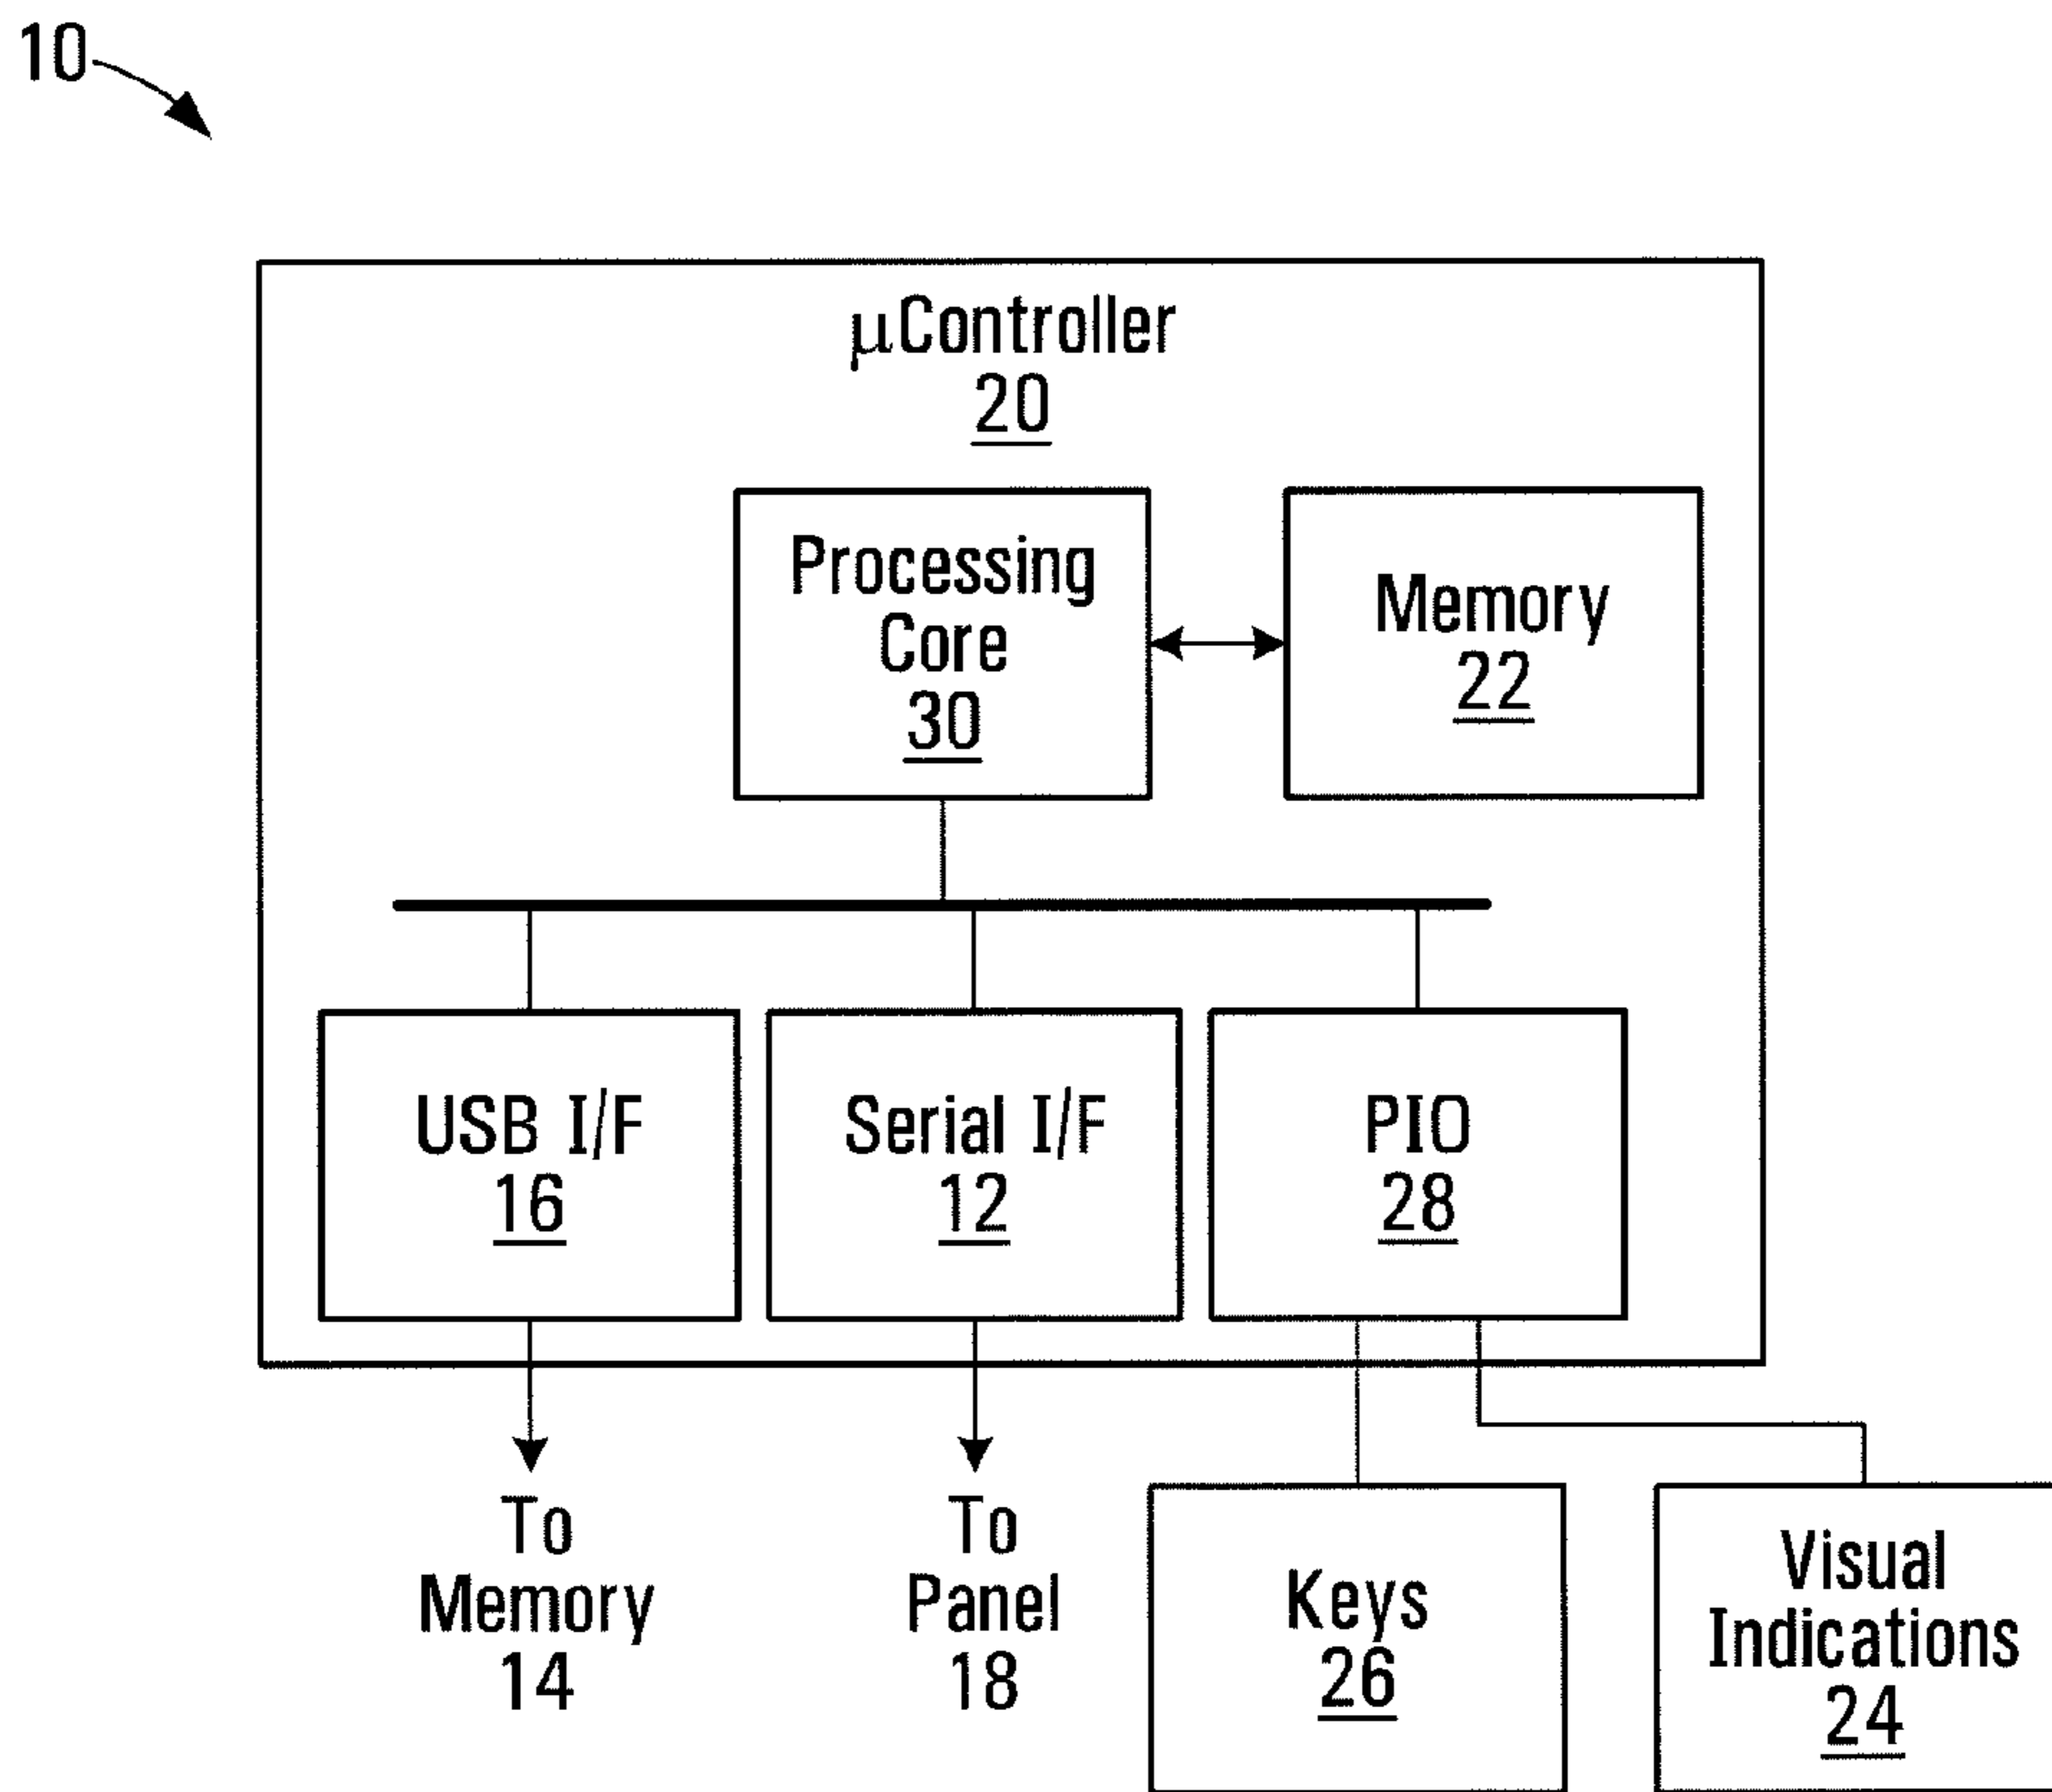 10
µController
20
Processing
Core
30
Memory
22
USB I/F
16
Serial I/F
12
PIO
28
To
Memory
14
To
Panel
18
Keys
26
Visual
Indications
24